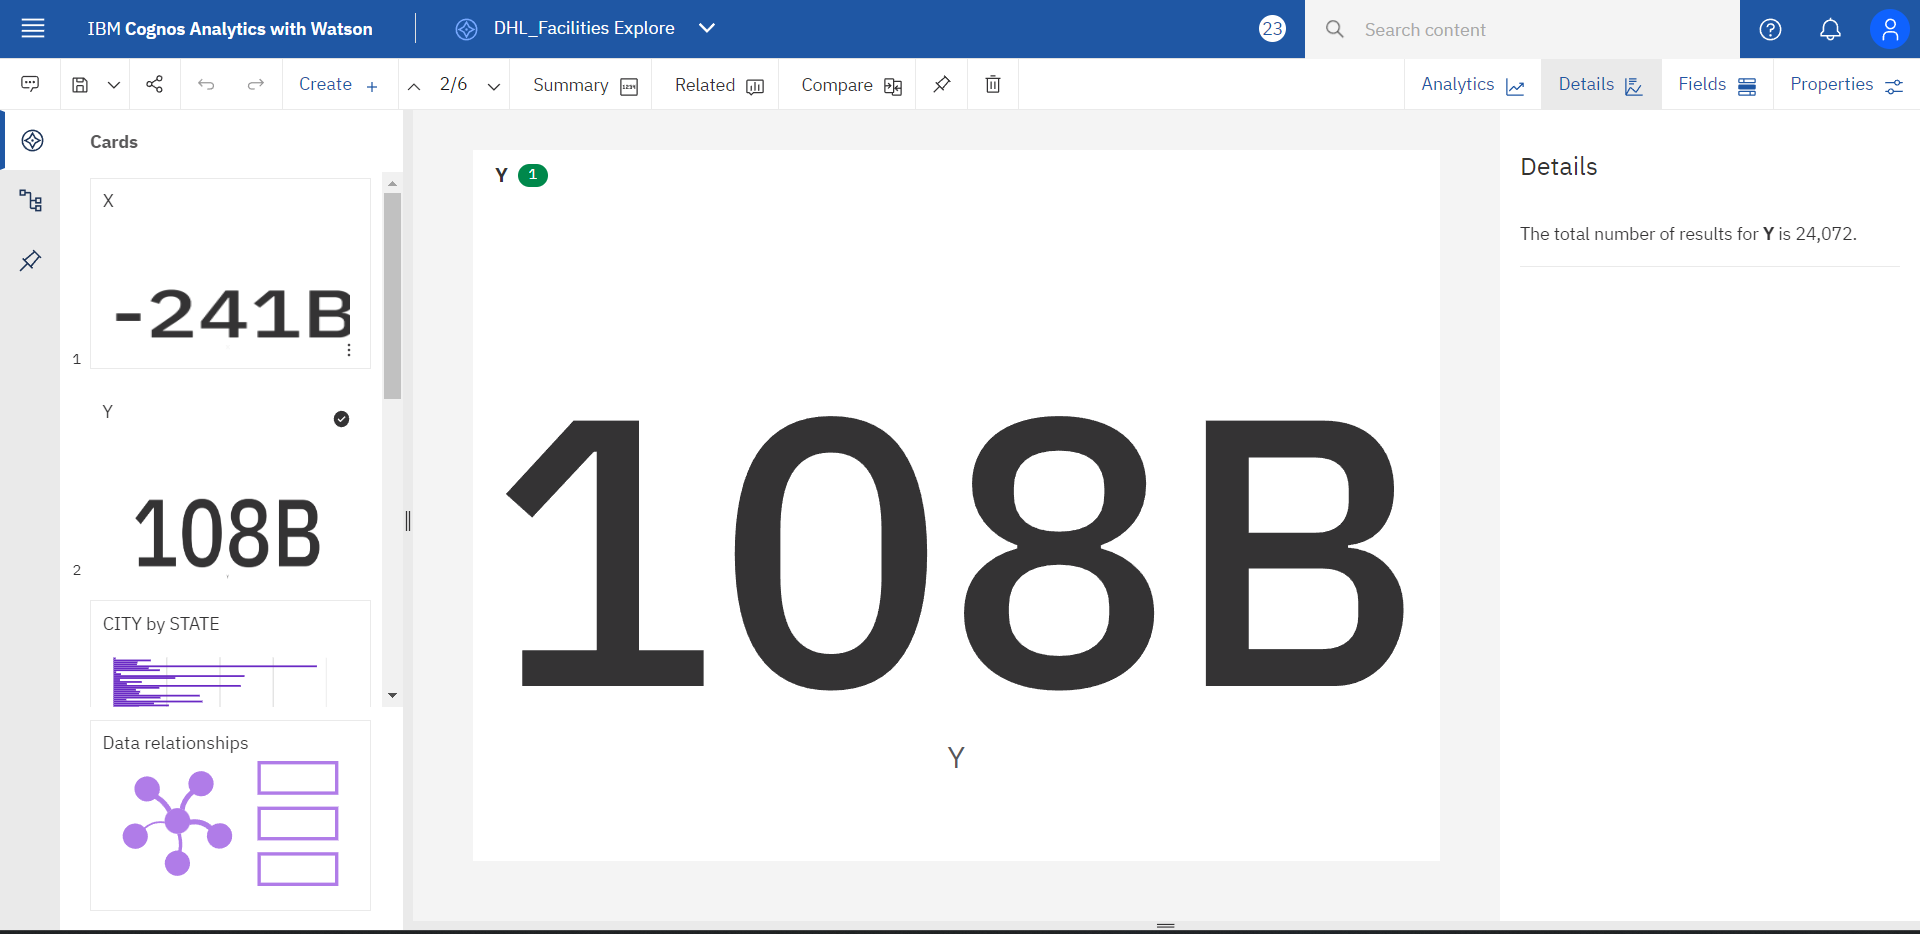 IBM Cognos Analytics with Watson
DHL_Facilities Explore
23
Search content
Create +
2/6
Summary
Related
Compare
Analytics
Details
Fields
Properties
Cards
X
-241B
1
Y
108B
2
CITY by STATE
Data relationships
Y 1
108B
Y
Details
The total number of results for Y is 24,072.